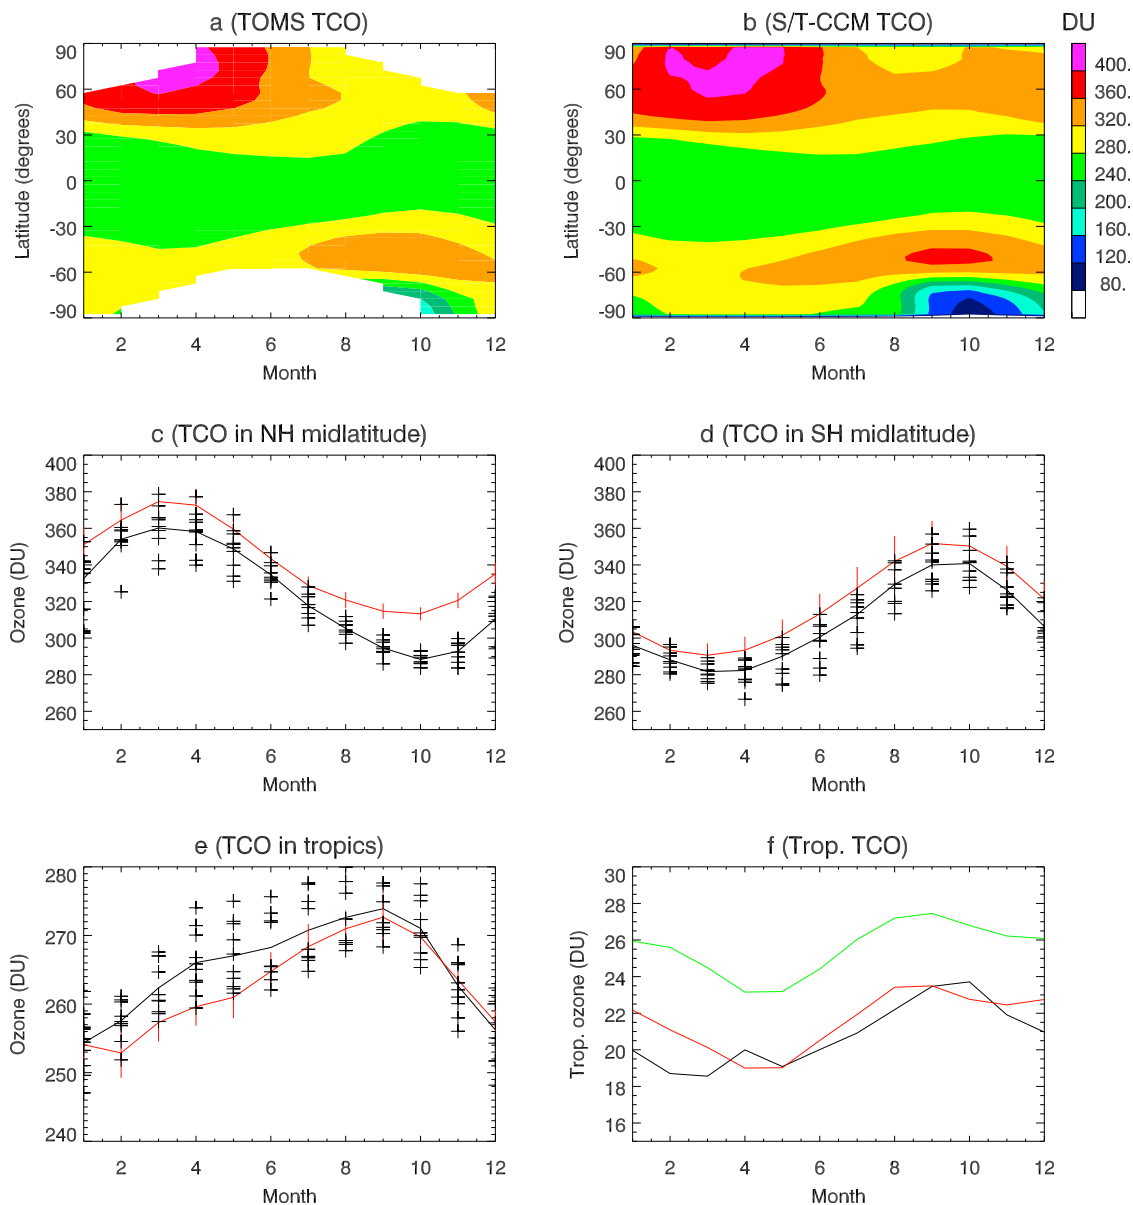 a (TOMS TCO)
b (S/T-CCM TCO)
DU
90
60
30
0
-30
-60
-90
Latitude (degrees)
2 4 6 8 10 12
Month
90
60
30
0
-30
-60
-90
Latitude (degrees)
2 4 6 8 10 12
Month
400.
360.
320.
280.
240.
200.
160.
120.
80.
c (TCO in NH midlatitude)
400
380
360
340
320
300
280
260
Ozone (DU)
2 4 6 8 10 12
Month
d (TCO in SH midlatitude)
400
380
360
340
320
300
280
260
Ozone (DU)
2 4 6 8 10 12
Month
e (TCO in tropics)
280
270
260
250
240
Ozone (DU)
2 4 6 8 10 12
Month
f (Trop. TCO)
30
28
26
24
22
20
18
16
Trop. ozone (DU)
2 4 6 8 10 12
Month